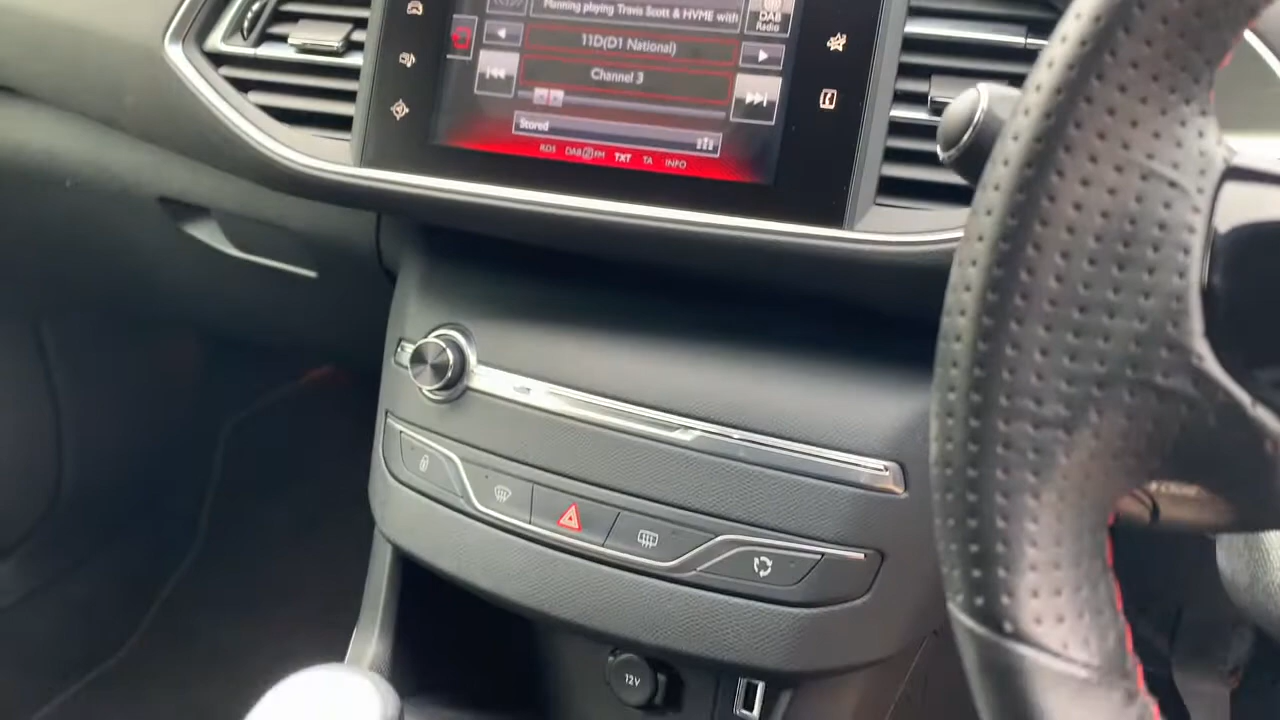 Manning playing Travis Scott & HVME with
DAB
Radio
11D(D1 National)
Channel 3
Stored
RDS DAB FM TXT TA INFO
12V